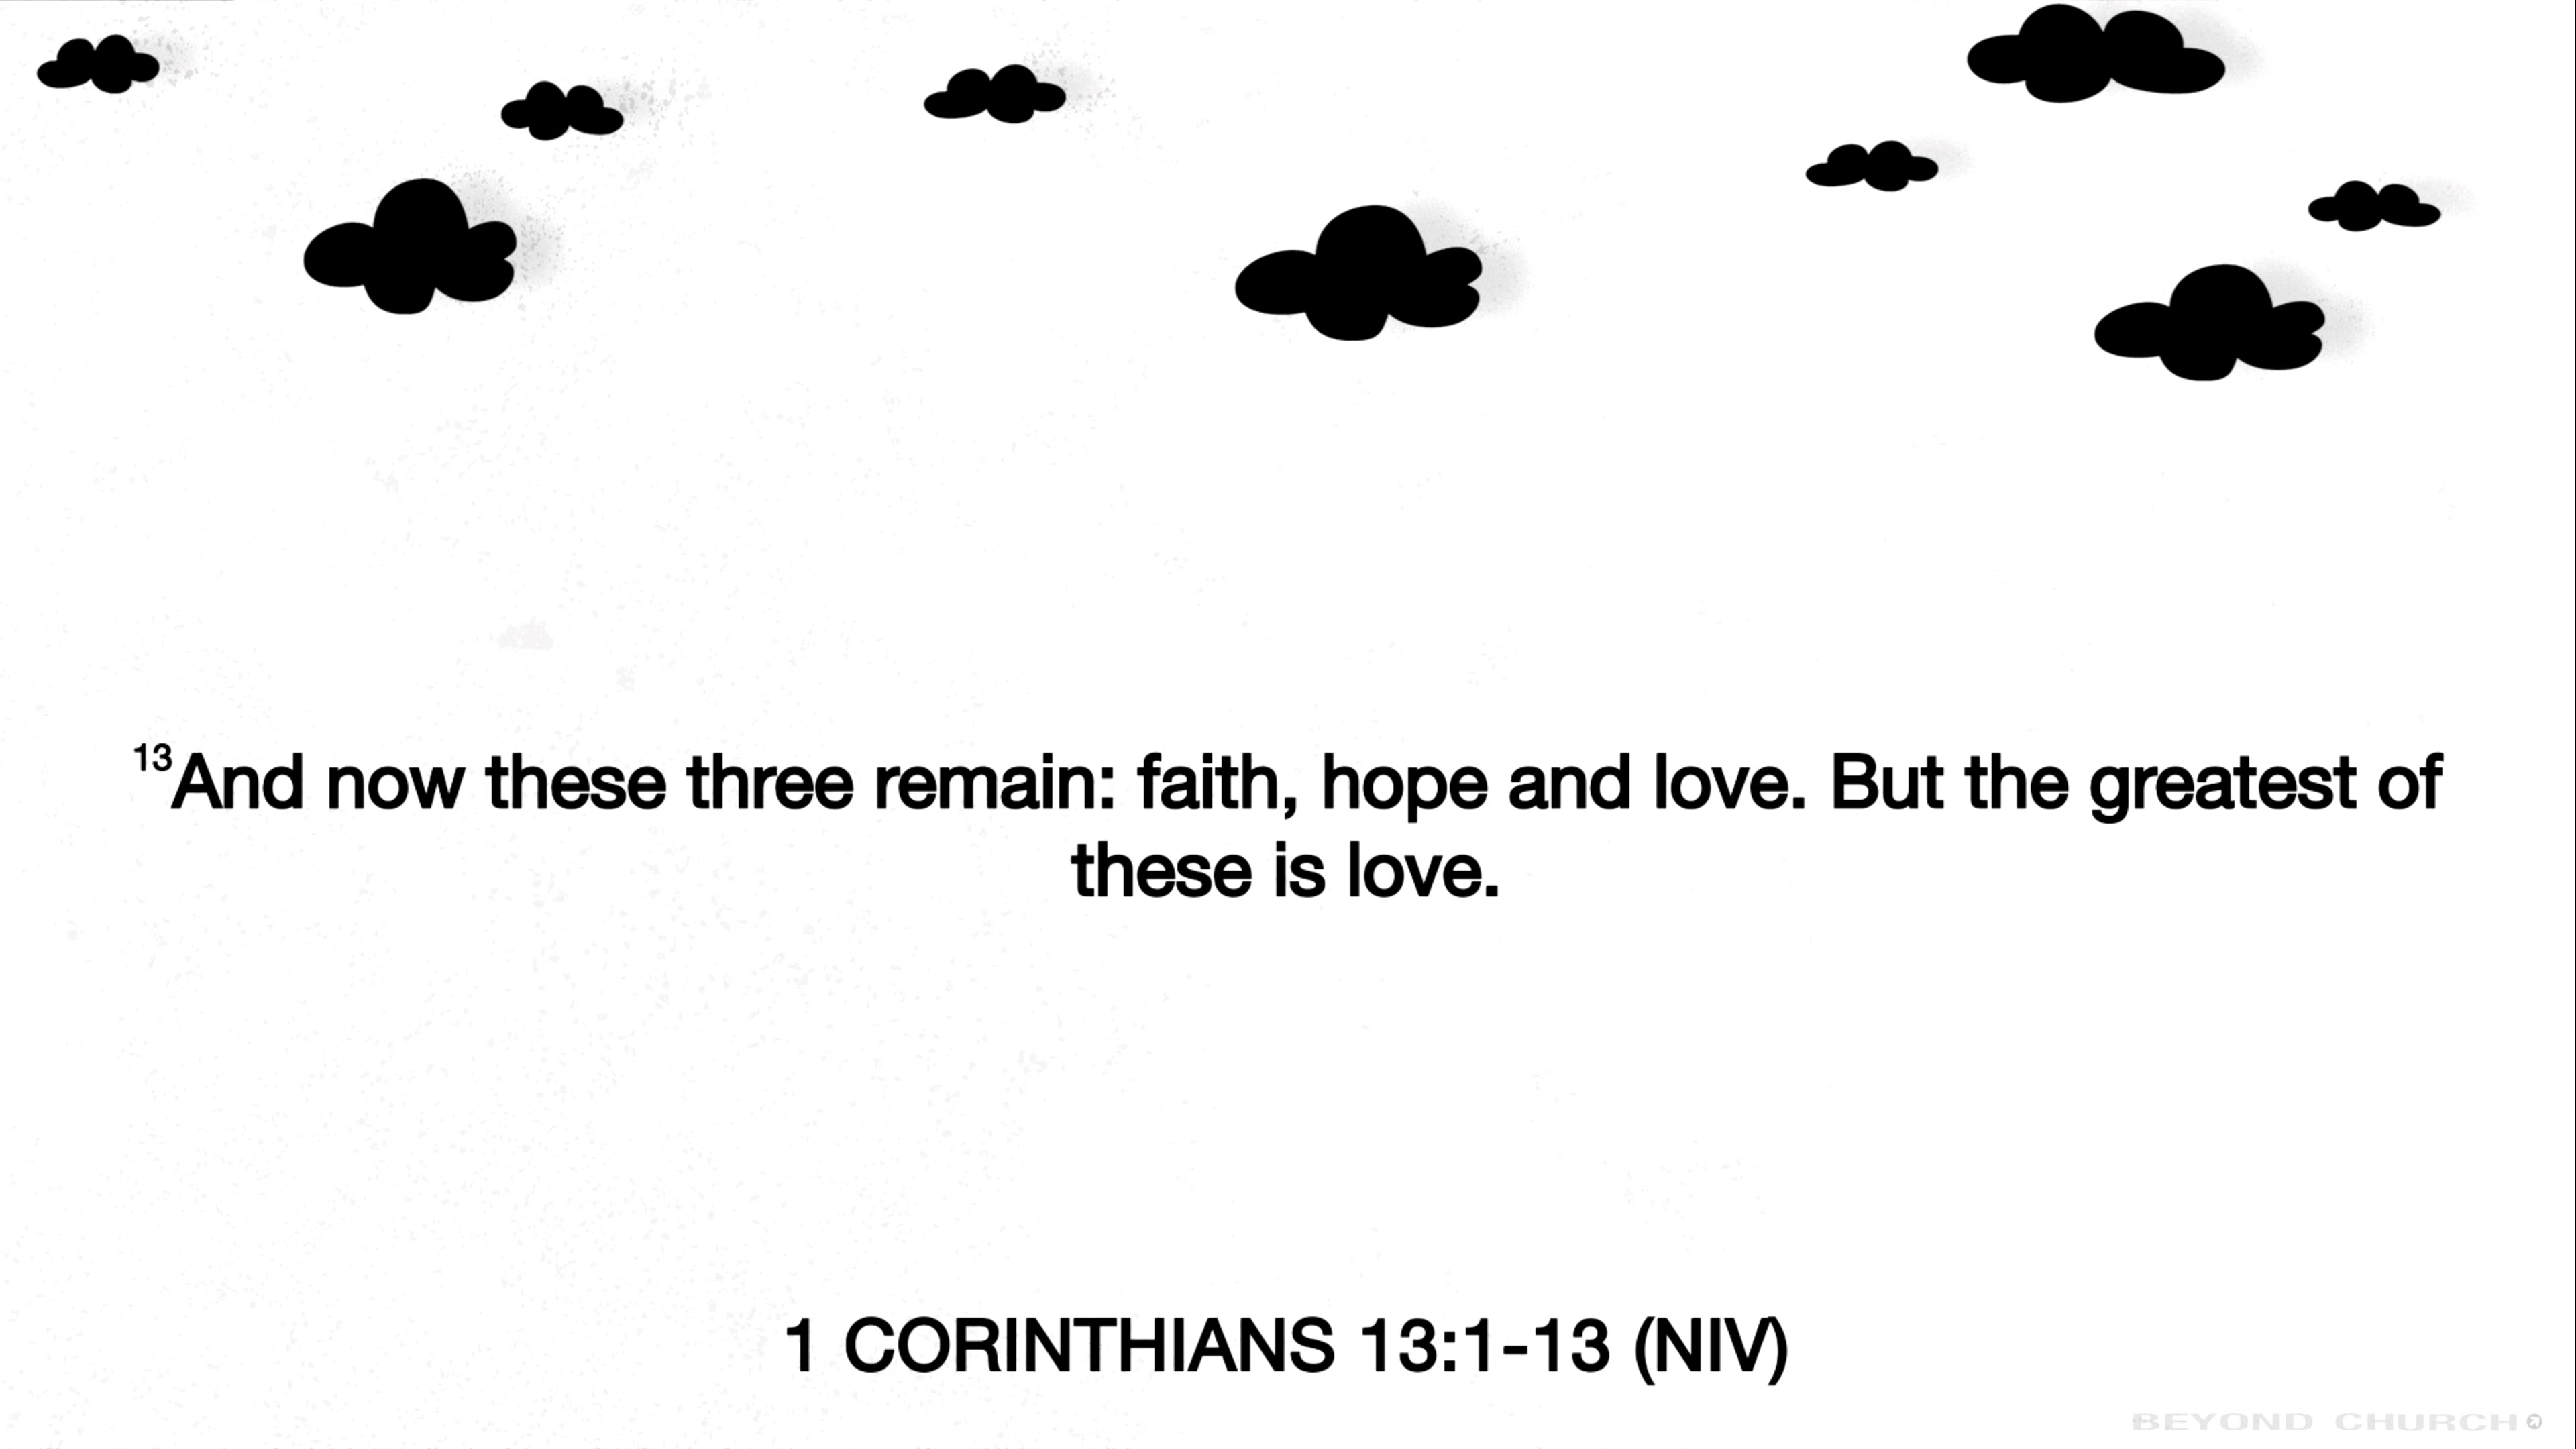 ¹³And now these three remain: faith, hope and love. But the greatest of
these is love.
1 CORINTHIANS 13:1-13 (NIV)
BEYOND CHURCH